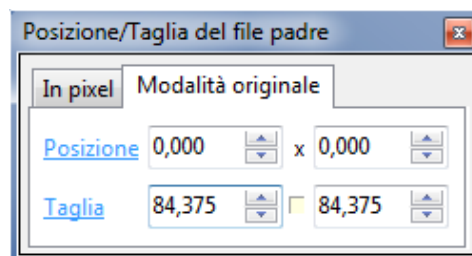 Posizione/Taglia del file padre
In pixel Modalità originale
Posizione 0,000 x 0,000
Taglia 84,375 84,375